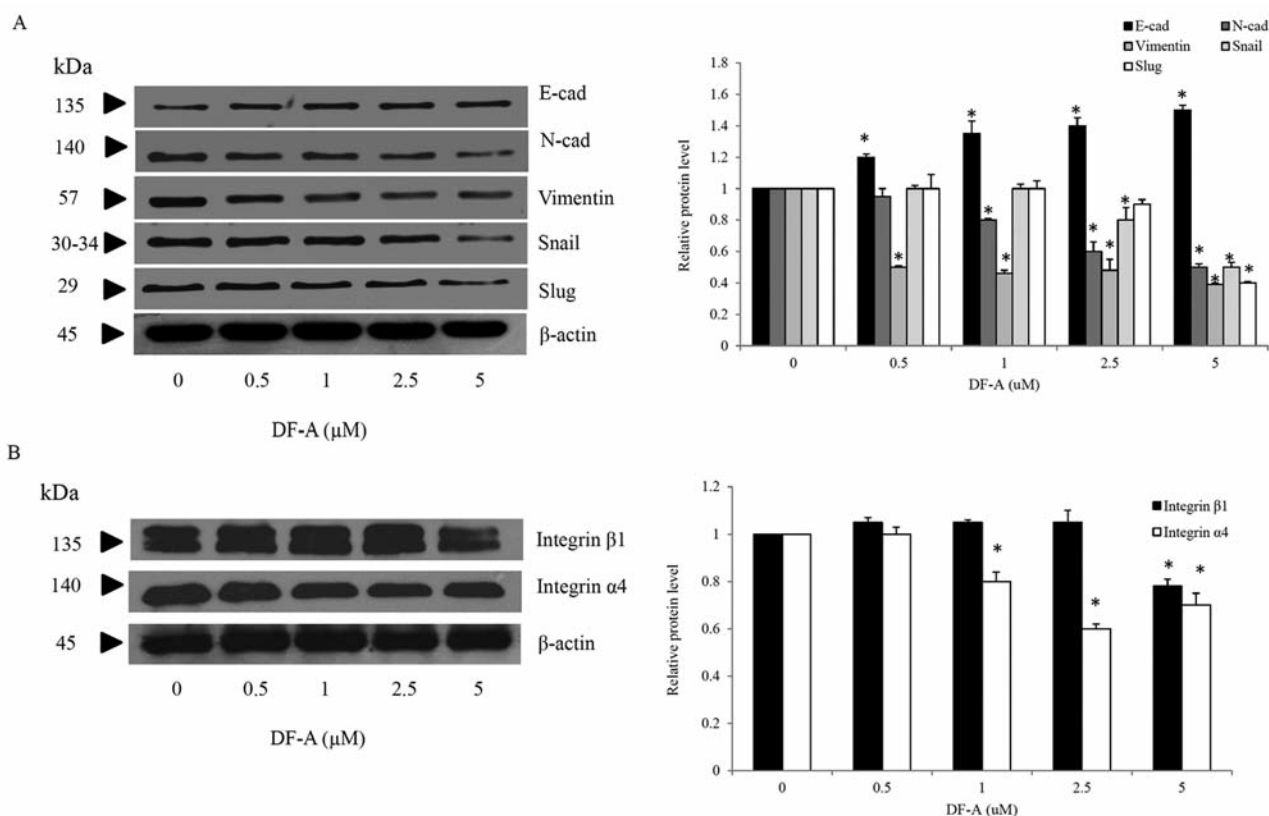 A
kDa
135
E-cad
140
N-cad
57
Vimentin
30-34
Snail
29
Slug
45
β-actin
0 0.5 1 2.5 5
DF-A (µM)
E-cad N-cad
Vimentin Snail
Slug
Relative protein level
1.8
1.6
1.4
1.2
1
0.8
0.6
0.4
0.2
0
* * * * * * * * * * * * * *
0 0.5 1 2.5 5
DF-A (uM)
B
kDa
135
Integrin β1
140
Integrin α4
45
β-actin
0 0.5 1 2.5 5
DF-A (µM)
Integrin β1
Integrin α4
Relative protein level
1.2
1
0.8
0.6
0.4
0.2
0
* * * *
0 0.5 1 2.5 5
DF-A (uM)